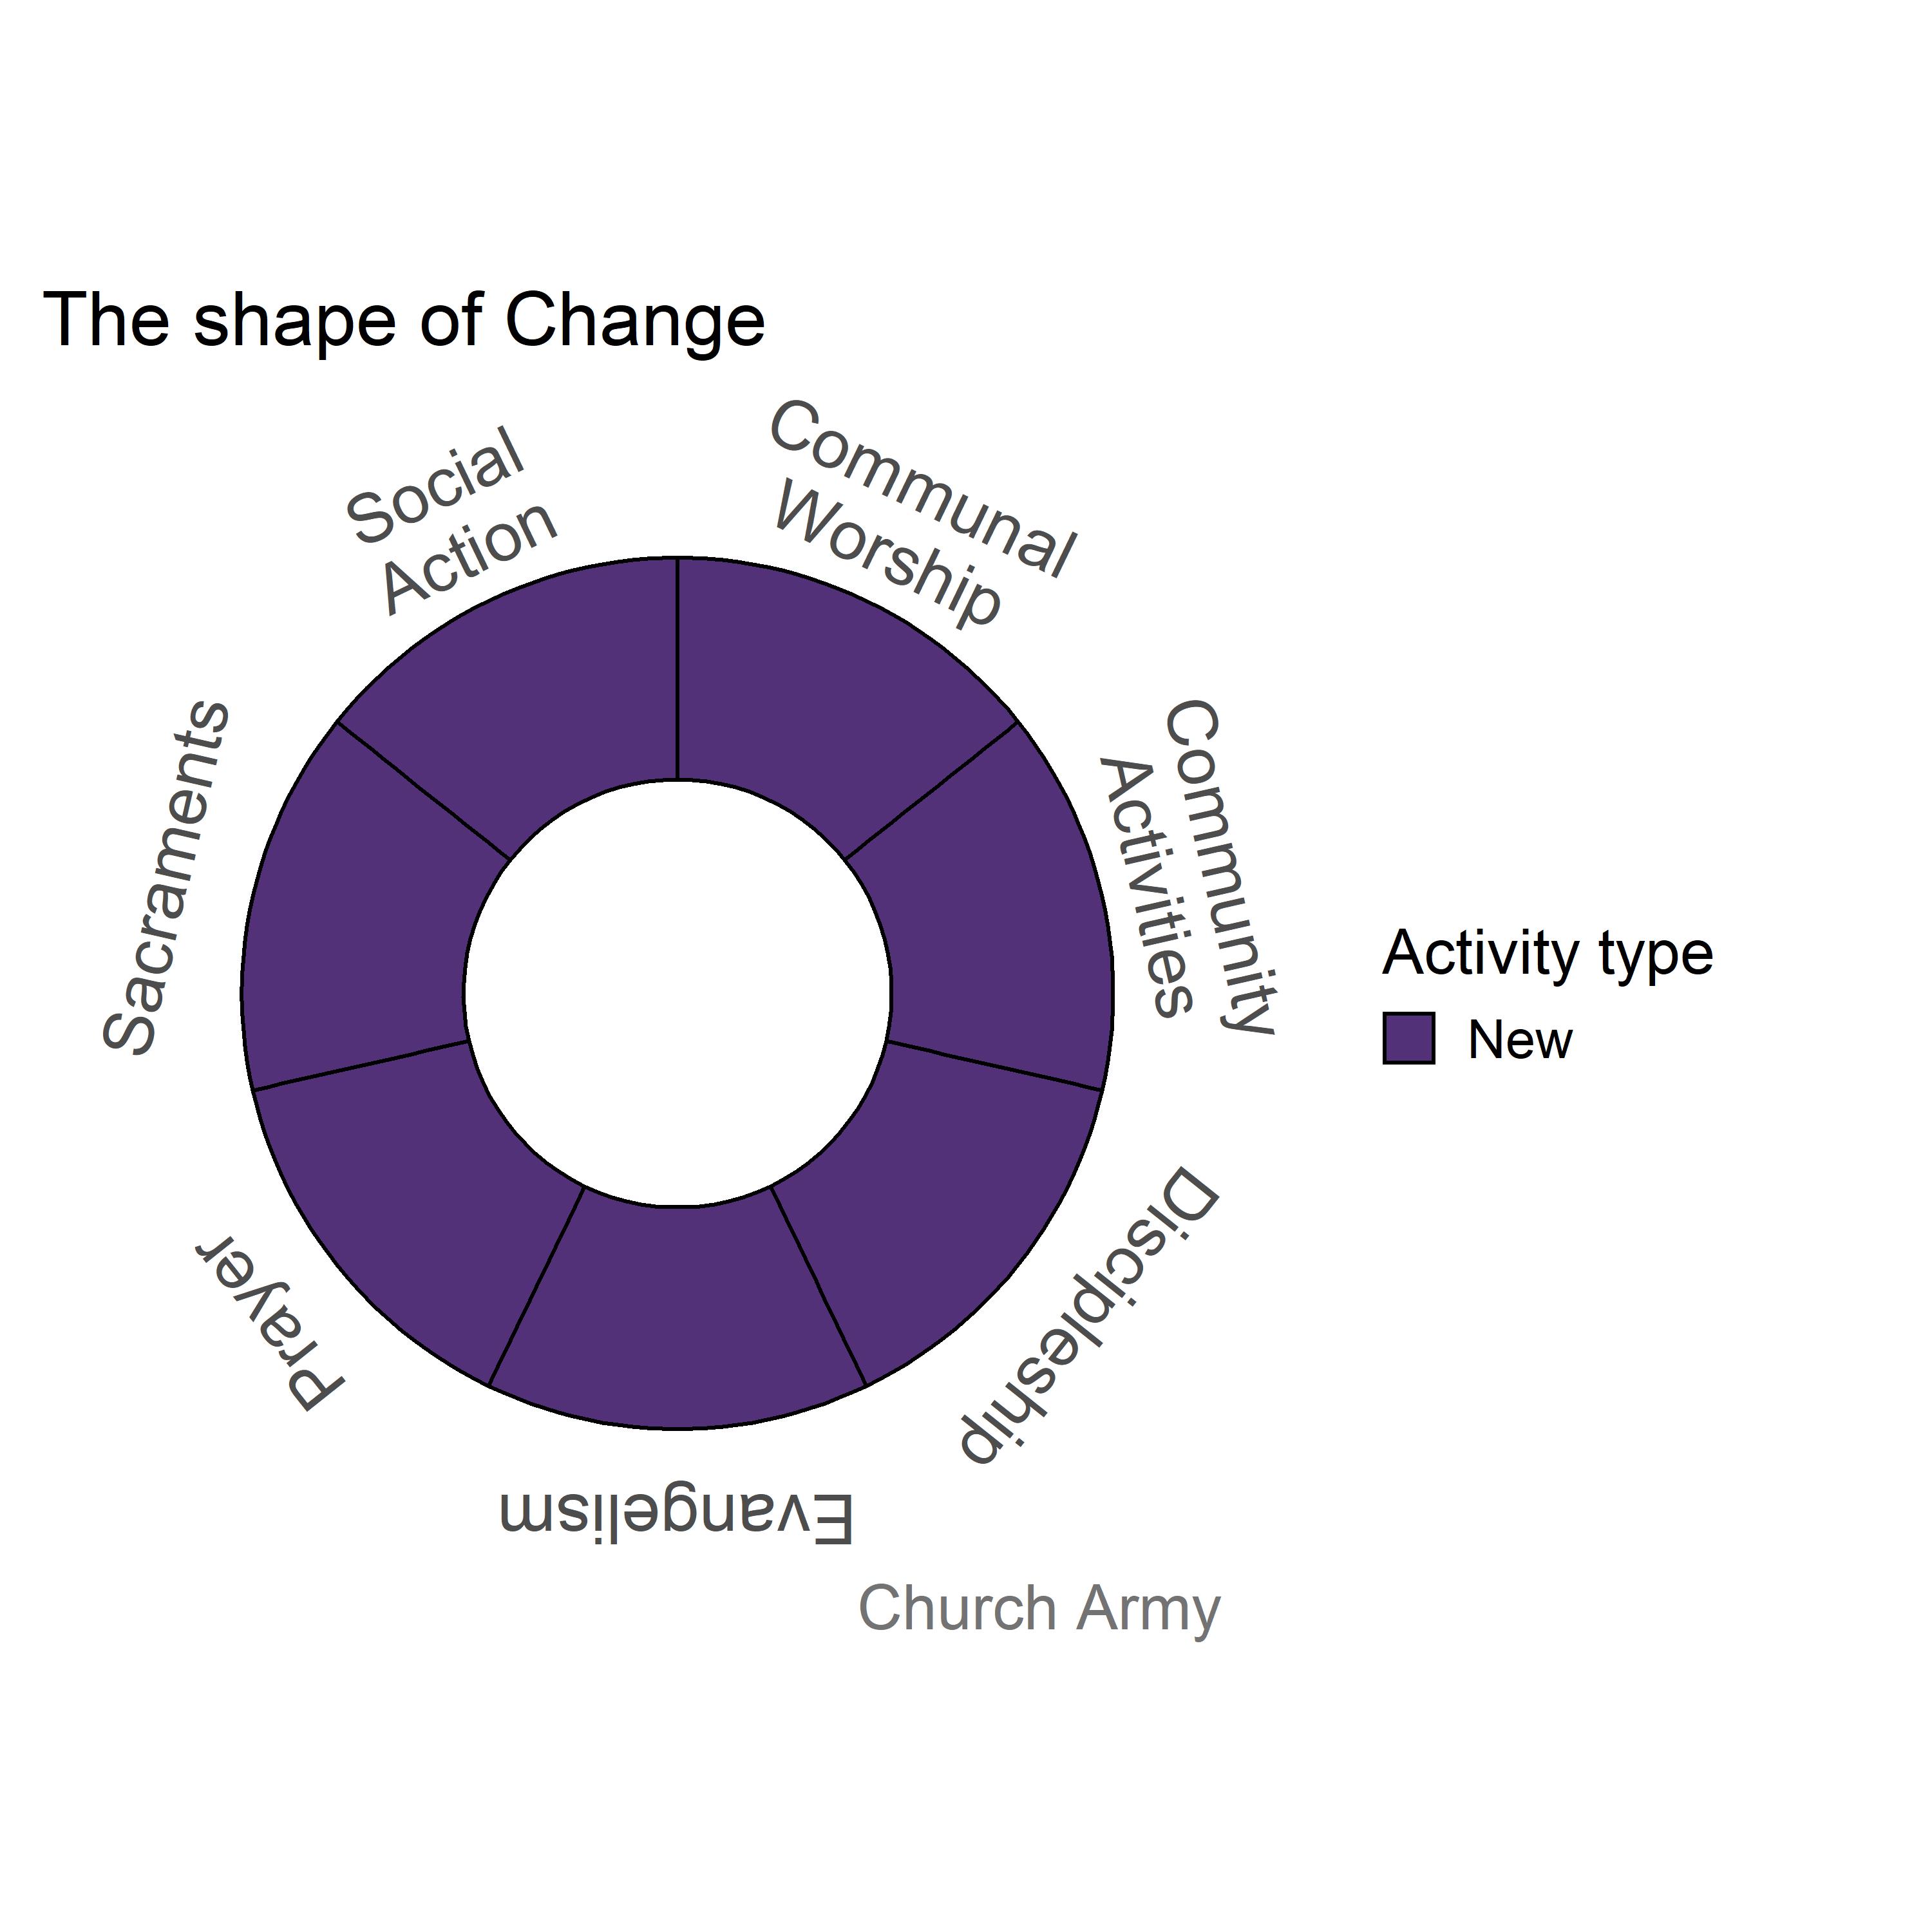 The shape of Change
Communal
Worship
Community
Activities
Discipleship
Evangelism
Prayer
Sacraments
Social
Action
Activity type
New
Church Army